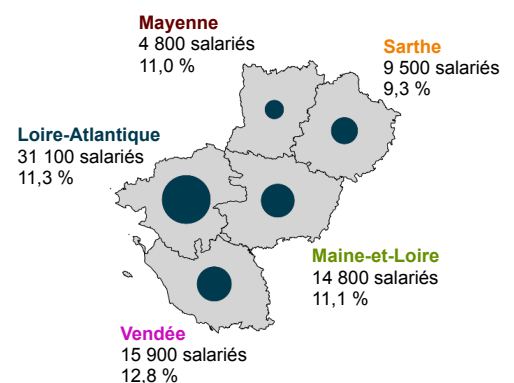 Mayenne
4 800 salariés
11,0 %
Sarthe
9 500 salariés
9,3 %
Loire-Atlantique
31 100 salariés
11,3 %
Maine-et-Loire
14 800 salariés
11,1 %
Vendée
15 900 salariés
12,8 %